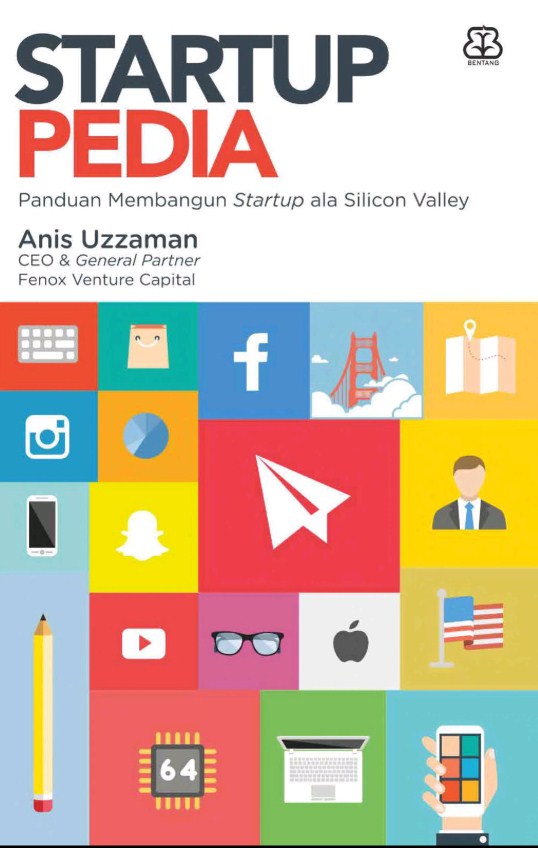 STARTUP
PEDIA
BENTANG
Panduan Membangun Startup ala Silicon Valley
Anis Uzzaman
CEO & General Partner
Fenox Venture Capital
64